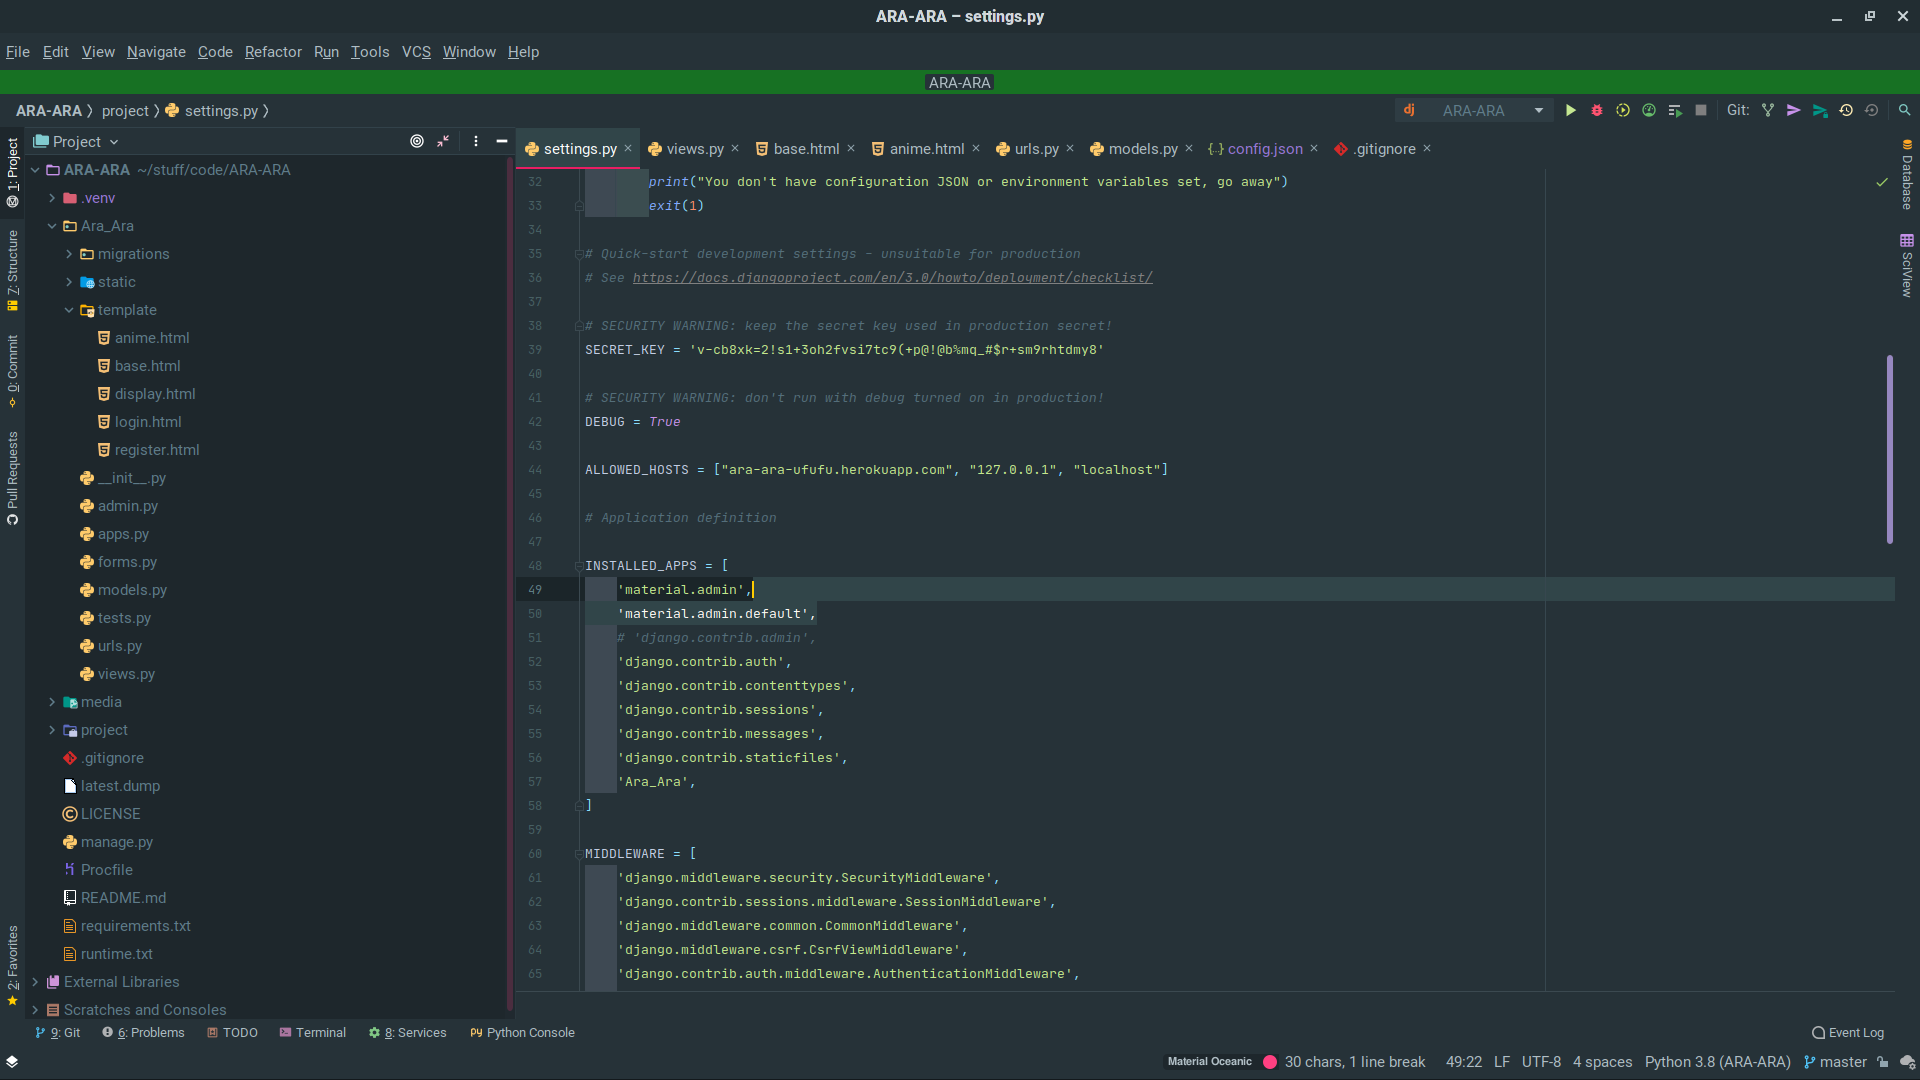 ARA-ARA – settings.py
File Edit View Navigate Code Refactor Run Tools VCS Window Help
ARA-ARA
ARA-ARA project settings.py
ARA-ARA Git:
1: Project
7: Structure
0: Commit
Pull Requests
2: Favorites
Project
ARA-ARA ~/stuff/code/ARA-ARA
.venv
Ara_Ara
migrations
static
template
anime.html
base.html
display.html
login.html
register.html
__init__.py
admin.py
apps.py
forms.py
models.py
tests.py
urls.py
views.py
media
project
.gitignore
latest.dump
LICENSE
manage.py
Procfile
README.md
requirements.txt
runtime.txt
External Libraries
Scratches and Consoles
settings.py views.py base.html anime.html urls.py models.py config.json .gitignore
32 print("You don't have configuration JSON or environment variables set, go away")
33 exit(1)
34
35 # Quick-start development settings - unsuitable for production
36 # See https://docs.djangoproject.com/en/3.0/howto/deployment/checklist/
37
38 # SECURITY WARNING: keep the secret key used in production secret!
39 SECRET_KEY = 'v-cb8xk=2!s1+3oh2fvsi7tc9(+p@!@b%mq_#$r+sm9rhtdmy8'
40
41 # SECURITY WARNING: don't run with debug turned on in production!
42 DEBUG = True
43
44 ALLOWED_HOSTS = ["ara-ara-ufufu.herokuapp.com", "127.0.0.1", "localhost"]
45
46 # Application definition
47
48 INSTALLED_APPS = [
49 'material.admin',
50 'material.admin.default',
51 # 'django.contrib.admin',
52 'django.contrib.auth',
53 'django.contrib.contenttypes',
54 'django.contrib.sessions',
55 'django.contrib.messages',
56 'django.contrib.staticfiles',
57 'Ara_Ara',
58 ]
59
60 MIDDLEWARE = [
61 'django.middleware.security.SecurityMiddleware',
62 'django.contrib.sessions.middleware.SessionMiddleware',
63 'django.middleware.common.CommonMiddleware',
64 'django.middleware.csrf.CsrfViewMiddleware',
65 'django.contrib.auth.middleware.AuthenticationMiddleware',
Database
SciView
9: Git 6: Problems TODO Terminal 8: Services Python Console Event Log
Material Oceanic 30 chars, 1 line break 49:22 LF UTF-8 4 spaces Python 3.8 (ARA-ARA) master